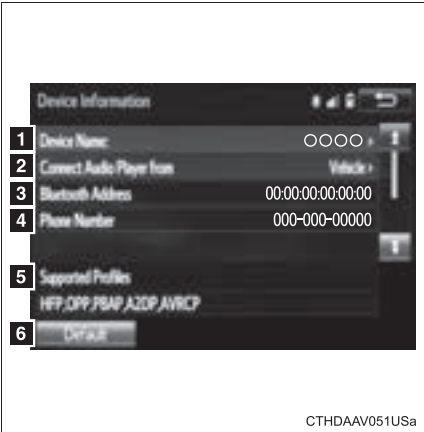 Device Information
1 Device Name ○○○○ ›
2 Connect Audio Player from Vehicle ›
3 Bluetooth Address 00:00:00:00:00:00
4 Phone Number 000-000-00000
5 Supported Profiles
HFP,OPP,PBAP,A2DP,AVRCP
6 Default
CTHDAAV051USa